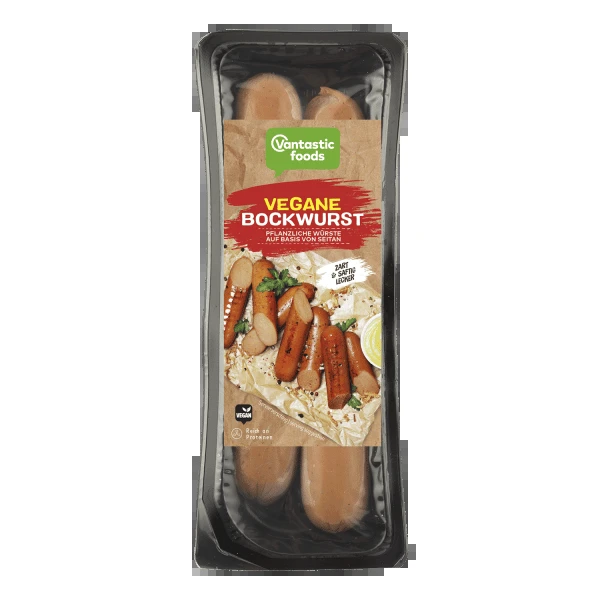 Vantastic
foods
VEGANE
BOCKWURST
PFLANZLICHE WÜRSTE
AUF BASIS VON SEITAN
ZART
& SAFTIG
LECKER
VEGAN
Reich an
Proteinen